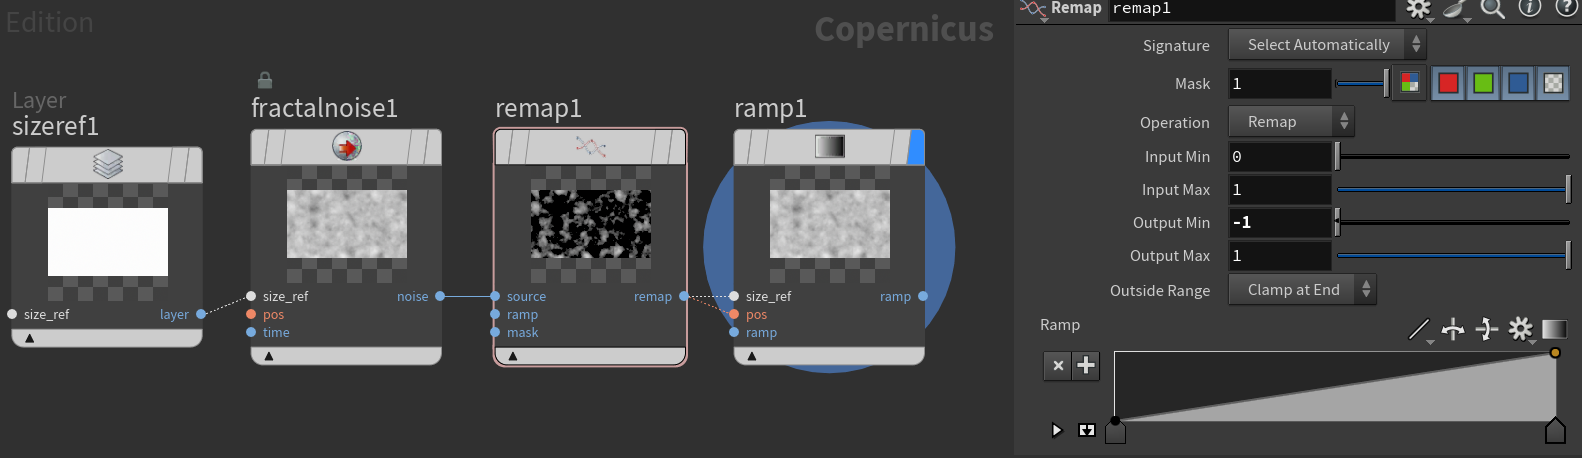 Edition
Copernicus
Layer
sizeref1
size_ref
layer
fractalnoise1
size_ref
noise
pos
time
remap1
source
remap
ramp
mask
ramp1
size_ref
ramp
pos
ramp
Remap remap1
Signature Select Automatically
Mask 1
Operation Remap
Input Min 0
Input Max 1
Output Min -1
Output Max 1
Outside Range Clamp at End
Ramp